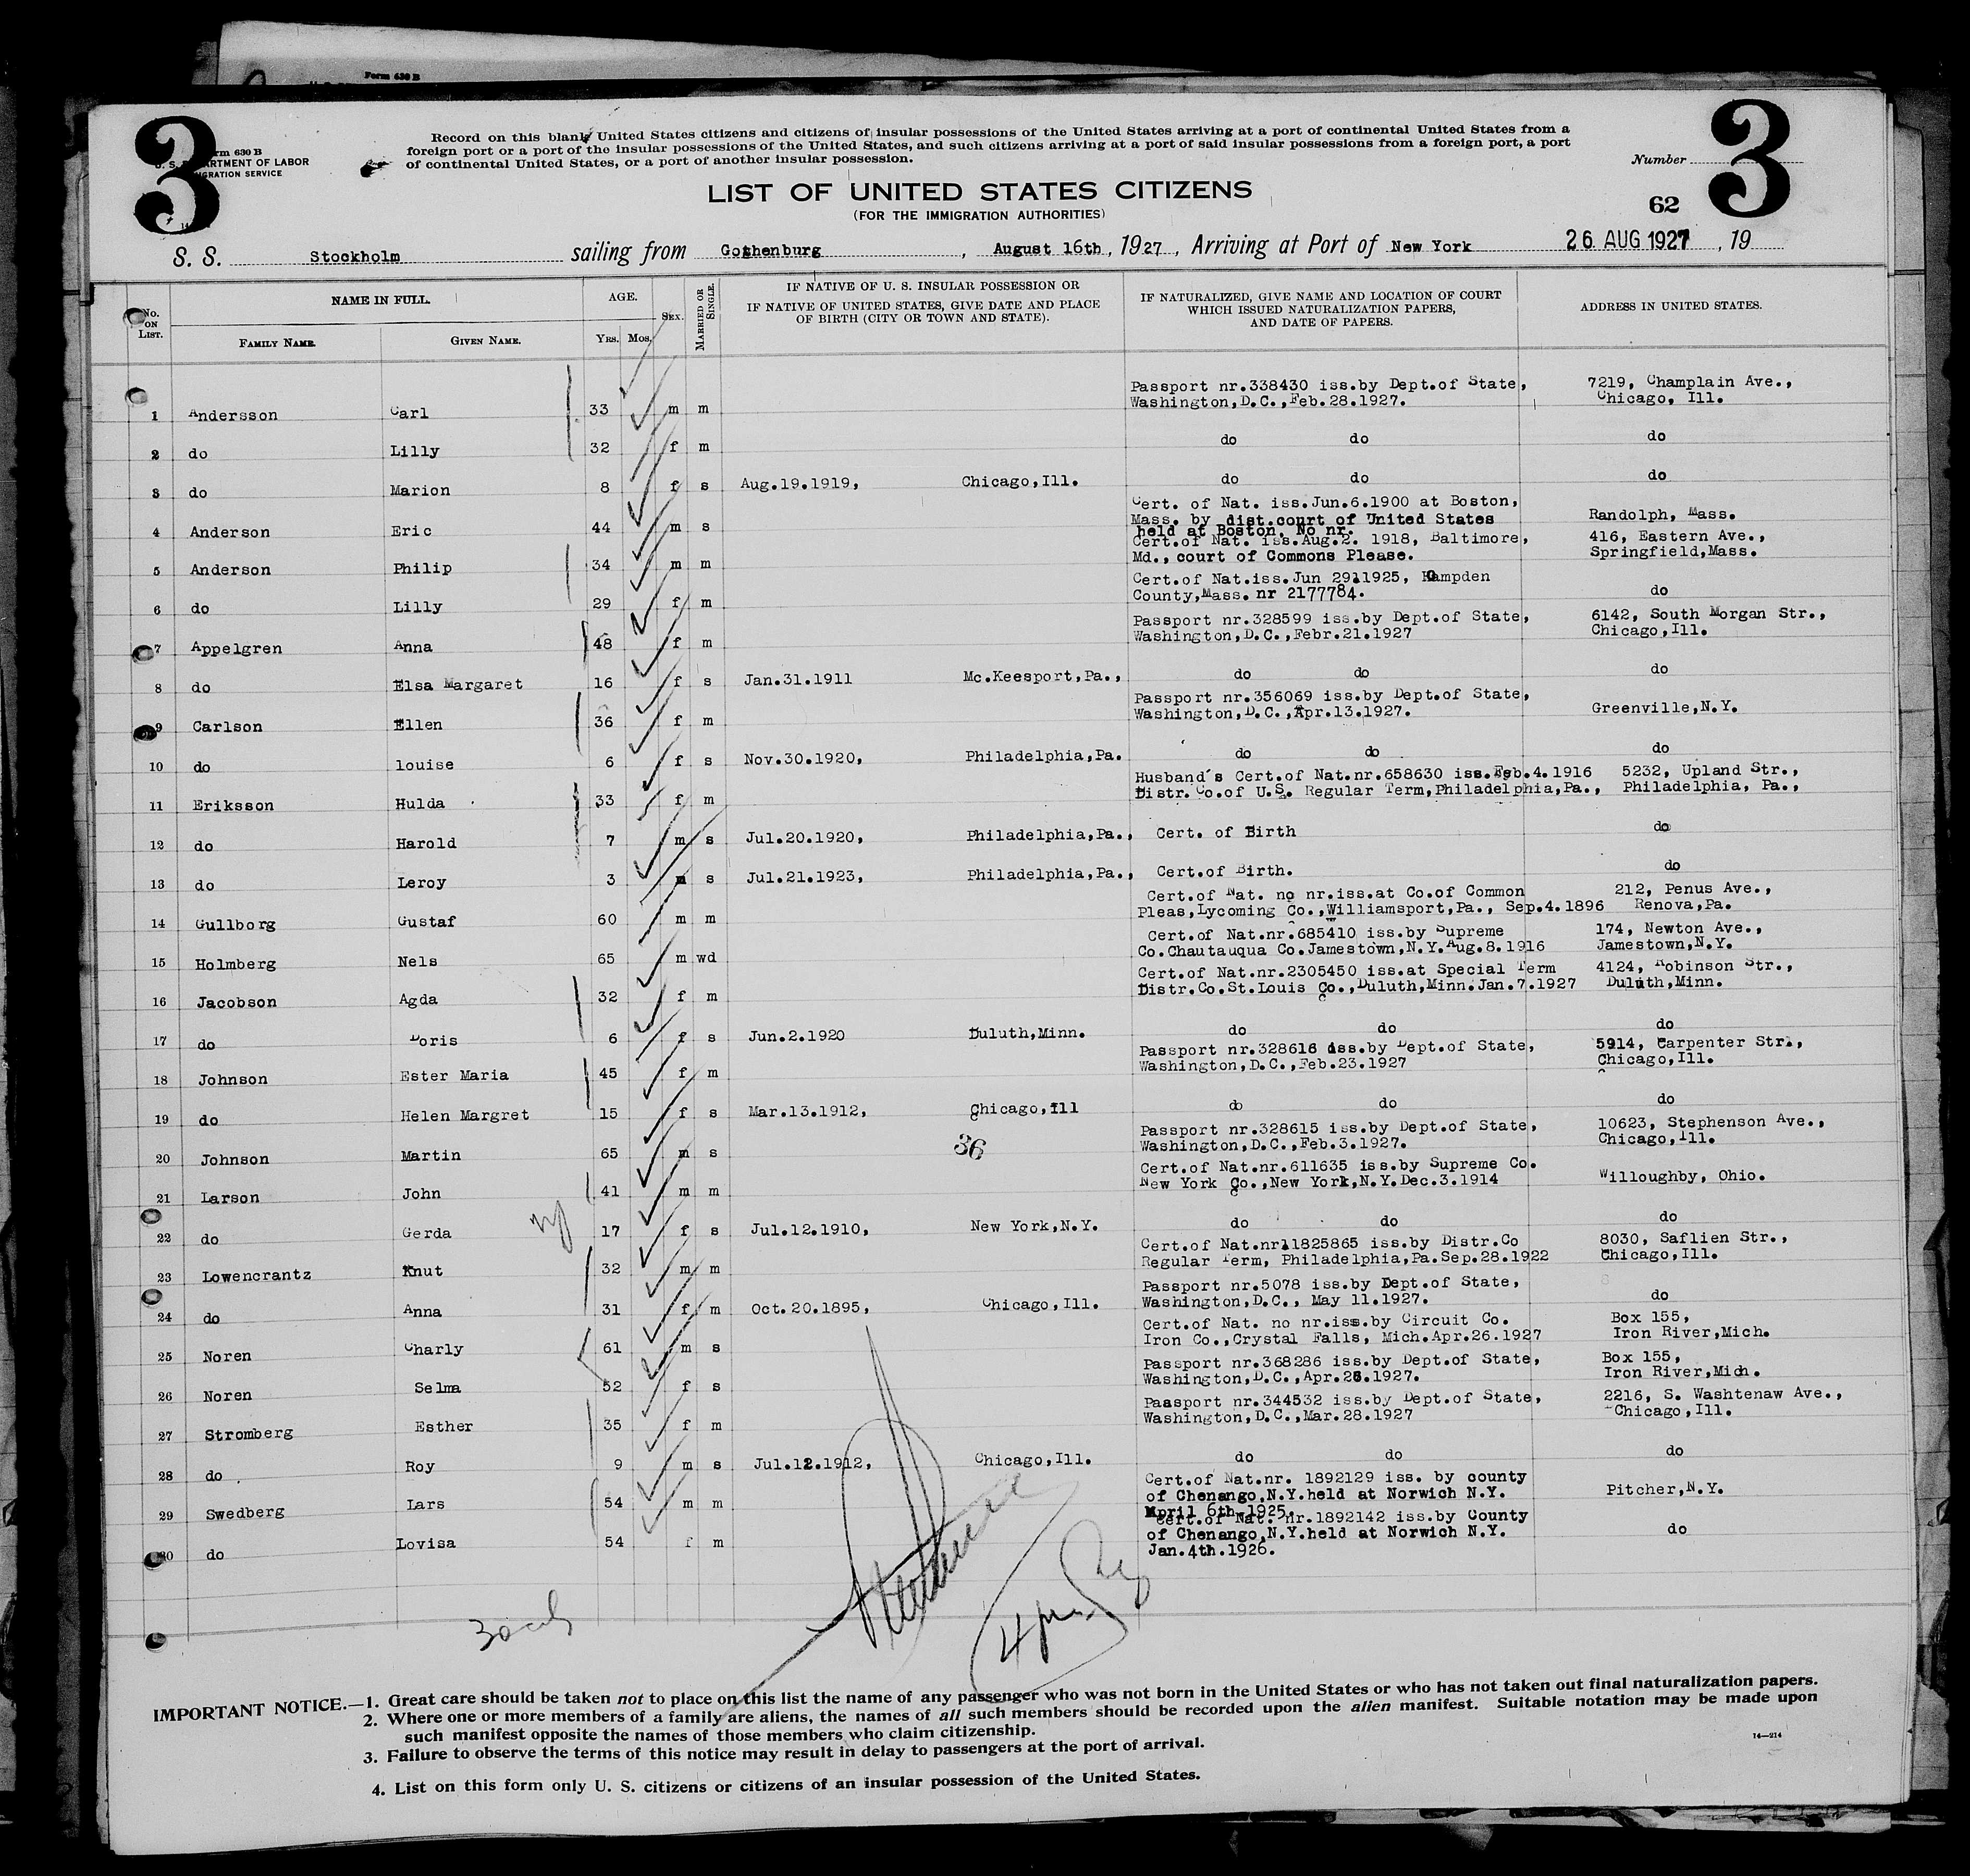 Form 630 B
3
3
rm 630 B
U. S. DEPARTMENT OF LABOR
IGRATION SERVICE
Record on this blank United States citizens and citizens of insular possessions of the United States arriving at a port of continental United States from a
foreign port or a port of the insular possessions of the United States, and such citizens arriving at a port of said insular possessions from a foreign port, a port
of continental United States, or a port of another insular possession.
Number
LIST OF UNITED STATES CITIZENS
(FOR THE IMMIGRATION AUTHORITIES)
62
S. S. Stockholm sailing from Gothenburg, August 16th, 1927, Arriving at Port of New York 26 AUG 1927, 19
No. ON LIST. NAME IN FULL. AGE. SEX. MARRIED OR SINGLE. IF NATIVE OF U. S. INSULAR POSSESSION OR IF NATIVE OF UNITED STATES, GIVE DATE AND PLACE OF BIRTH (CITY OR TOWN AND STATE). IF NATURALIZED, GIVE NAME AND LOCATION OF COURT WHICH ISSUED NATURALIZATION PAPERS, AND DATE OF PAPERS. ADDRESS IN UNITED STATES.
FAMILY NAME. GIVEN NAME. YRS. MOS.
Passport nr.338430 iss.by Dept.of State, 7219, Champlain Ave.,
1 Andersson Carl 33 m m Washington,D.C.,Feb.28.1927. Chicago, Ill.
2 do Lilly 32 f m do do do
3 do Marion 8 f s Aug.19.1919, Chicago,Ill. do do do
Cert. of Nat. iss.Jun.6.1900 at Boston,
4 Anderson Eric 44 m s Mass. by dist.court of United States Randolph, Mass.
held at Boston. No nr.
Cert.of Nat. iss.Aug.2. 1918, Baltimore, 416, Eastern Ave.,
5 Anderson Philip 34 m m Md., court of Commons Please. Springfield,Mass.
Cert.of Nat.iss.Jun 29.1925, Hampden
6 do Lilly 29 f m County,Mass. nr 2177784. do
Passport nr.328599 iss.by Dept.of State, 6142, South Morgan Str.,
7 Appelgren Anna 48 f m Washington,D.C.,Febr.21.1927 Chicago,Ill.
8 do Elsa Margaret 16 f s Jan.31.1911 Mc.Keesport,Pa., do do do
Passport nr.356069 iss.by Dept.of State,
9 Carlson Ellen 36 f m Washington,D.C.,Apr.13.1927. Greenville,N.Y.
10 do louise 6 f s Nov.30.1920, Philadelphia,Pa. do do do
Husband's Cert.of Nat.nr.658630 iss.Feb.4.1916 5232, Upland Str.,
11 Eriksson Hulda 33 f m Distr.Co.of U.S. Regular Term,Philadelphia,Pa., Philadelphia, Pa.,
12 do Harold 7 m s Jul.20.1920, Philadelphia,Pa., Cert. of Birth do
13 do Leroy 3 m s Jul.21.1923, Philadelphia,Pa., Cert.of Birth. do
Cert.of Nat. no nr.iss.at Co.of Common 212, Penus Ave.,
14 Gullborg Gustaf 60 m m Pleas,Lycoming Co.,Williamsport,Pa., Sep.4.1896 Renova,Pa.
Cert.of Nat.nr.685410 iss.by Supreme 174, Newton Ave.,
15 Holmberg Nels 65 m wd Co.Chautauqua Co.Jamestown,N.Y.Aug.8.1916 Jamestown,N.Y.
Cert.of Nat.nr.2305450 iss.at Special Term 4124, Robinson Str.,
16 Jacobson Agda 32 f m Distr.Co.St.Louis Co.,Duluth,Minn.Jan.7.1927 Duluth,Minn.
17 do Doris 6 f s Jun.2.1920 Duluth,Minn. do do do
Passport nr.328616 iss.by Dept.of State, 5914, Carpenter Str.,
18 Johnson Ester Maria 45 f m Washington,D.C.,Feb.23.1927 Chicago,Ill.
19 do Helen Margret 15 f s Mar.13.1912, Chicago,Ill do do do
36 Passport nr.328615 iss.by Dept.of State, 10623, Stephenson Ave.,
20 Johnson Martin 65 m s Washington,D.C.,Feb.3.1927. Chicago,Ill.
Cert.of Nat.nr.611635 iss.by Supreme Co.
21 Larson John 41 m m New York Co.,New York,N.Y.Dec.3.1914 Willoughby, Ohio.
22 do Gerda 17 f s Jul.12.1910, New York,N.Y. do do do
Cert.of Nat.nr.1825865 iss.by Distr.Co 8030, Saflien Str.,
23 Lowencrantz Knut 32 m m Regular Term, Philadelphia,Pa.Sep.28.1922 Chicago,Ill.
Passport nr.5078 iss.by Dept.of State,
24 do Anna 31 f m Oct.20.1895, Chicago,Ill. Washington,D.C., May 11.1927. do
Cert.of Nat. no nr.iss.by Circuit Co. Box 155,
25 Noren Charly 61 m s Iron Co.,Crystal Falls, Mich.Apr.26.1927 Iron River,Mich.
Passport nr.368286 iss.by Dept.of State, Box 155,
26 Noren Selma 52 f s Washington,D.C.,Apr.28.1927. Iron River,Mich.
Passport nr.344532 iss.by Dept.of State, 2216, S. Washtenaw Ave.,
27 Stromberg Esther 35 f m Washington,D.C.,Mar.28.1927 Chicago,Ill.
28 do Roy 9 m s Jul.12.1912, Chicago,Ill. do do do
Cert.of Nat.nr. 1892129 iss. by county
29 Swedberg Lars 54 m m of Chenango,N.Y.held at Norwich N.Y. Pitcher,N.Y.
April 6th.1925.
Cert.of Nat. nr.1892142 iss.by County
30 do Lovisa 54 f m of Chenango,N.Y.held at Norwich N.Y. do
Jan.4th.1926.
IMPORTANT NOTICE.—1. Great care should be taken not to place on this list the name of any passenger who was not born in the United States or who has not taken out final naturalization papers.
2. Where one or more members of a family are aliens, the names of all such members should be recorded upon the alien manifest. Suitable notation may be made upon
such manifest opposite the names of those members who claim citizenship.
3. Failure to observe the terms of this notice may result in delay to passengers at the port of arrival.
14—214
4. List on this form only U. S. citizens or citizens of an insular possession of the United States.